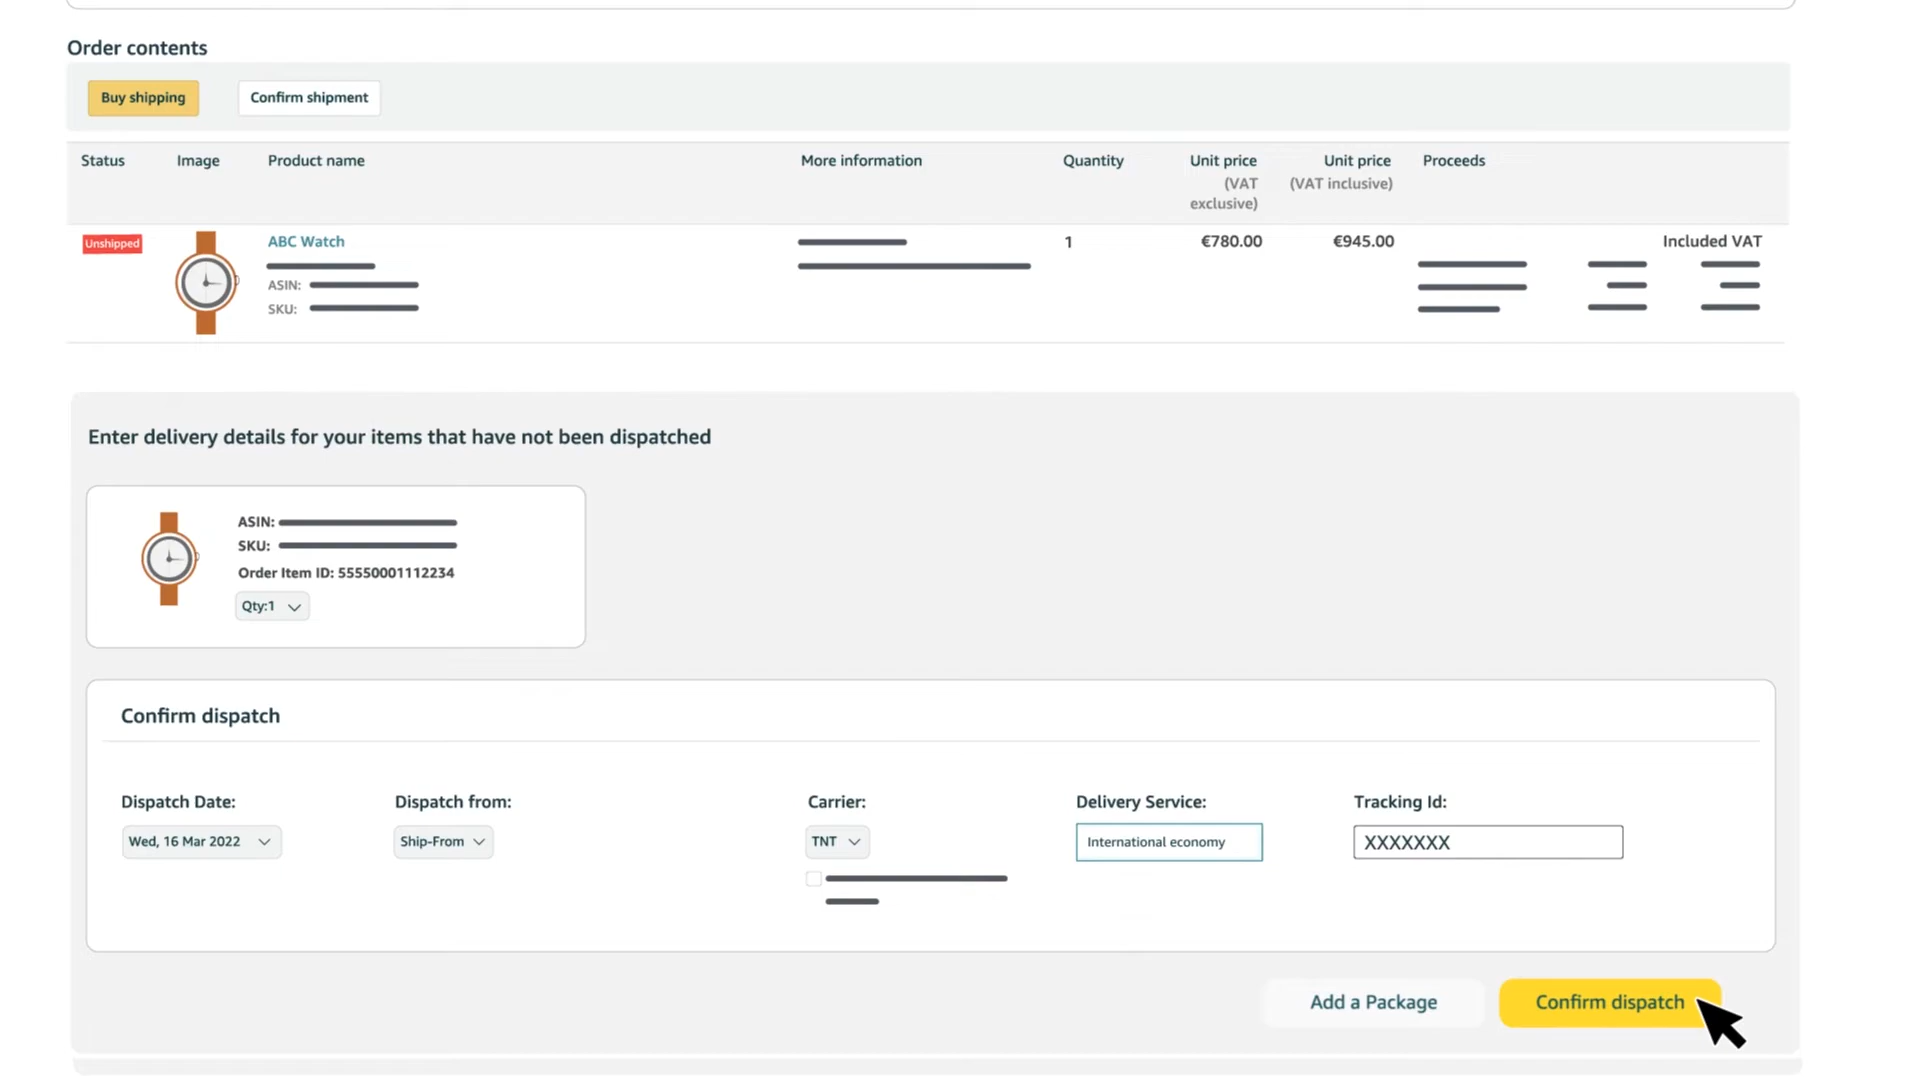 Order contents
Buy shipping
Confirm shipment
Status
Image
Product name
More information
Quantity
Unit price
(VAT
exclusive)
Unit price
(VAT inclusive)
Proceeds
Unshipped
ABC Watch
ASIN:
SKU:
1
€780.00
€945.00
Included VAT
Enter delivery details for your items that have not been dispatched
ASIN:
SKU:
Order Item ID: 55550001112234
Qty:1
Confirm dispatch
Dispatch Date:
Dispatch from:
Carrier:
Delivery Service:
Tracking Id:
Wed, 16 Mar 2022
Ship-From
TNT
International economy
XXXXXXX
Add a Package
Confirm dispatch